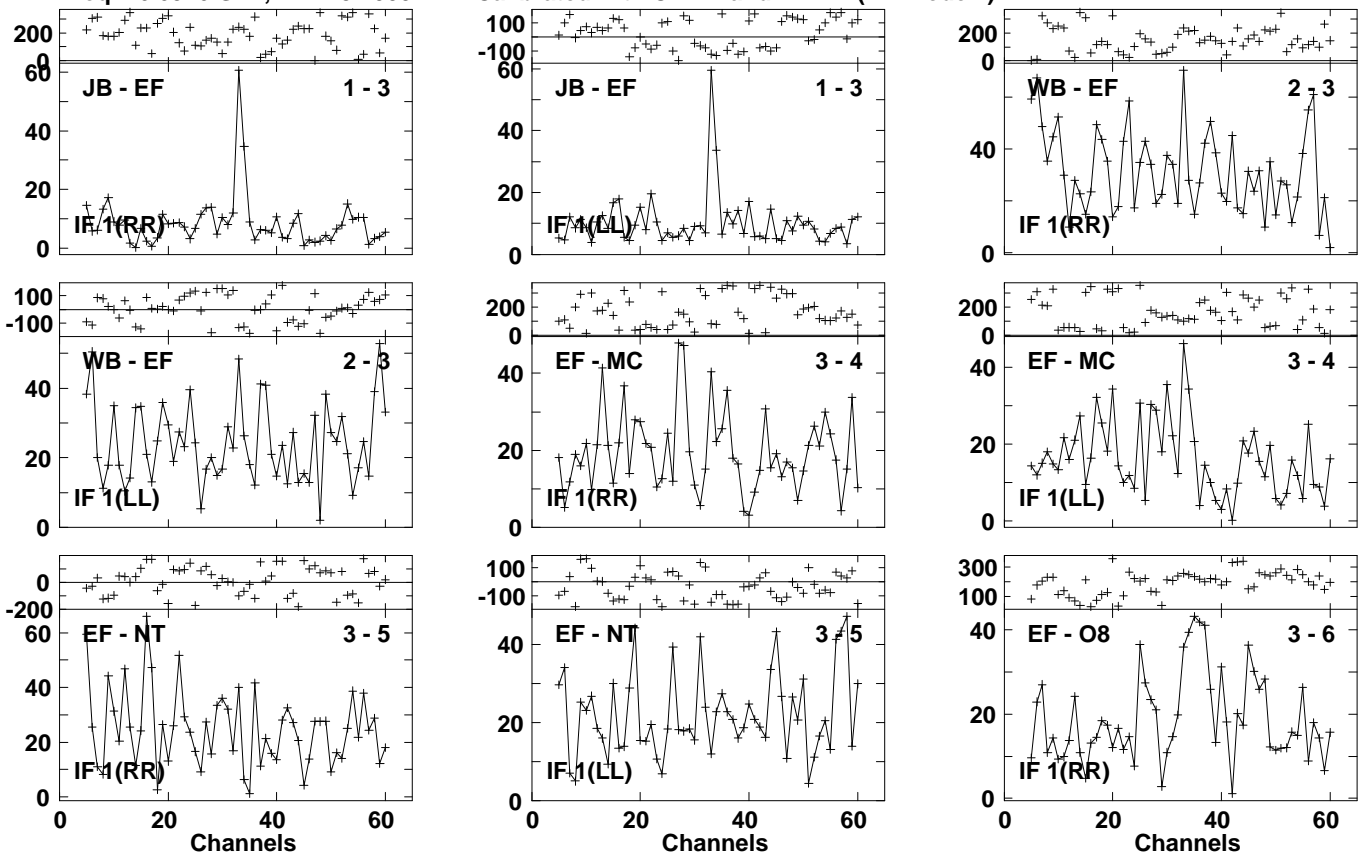 200
0
60
JB - EF 1 - 3
40
20
IF 1(RR)
0
100
-100
60
JB - EF 1 - 3
40
20
IF 1(LL)
0
200
0
WB - EF 2 - 3
40
IF 1(RR)
0
100
-100
WB - EF 2 - 3
40
20
IF 1(LL)
0
200
0
EF - MC 3 - 4
40
20
IF 1(RR)
0
200
0
EF - MC 3 - 4
40
20
IF 1(LL)
0
0
-200
60
EF - NT 3 - 5
40
20
IF 1(RR)
0
0 20 40 60
Channels
100
-100
EF - NT 3 - 5
40
20
IF 1(LL)
0
0 20 40 60
Channels
300
100
40
EF - O8 3 - 6
20
IF 1(RR)
0
0 20 40 60
Channels